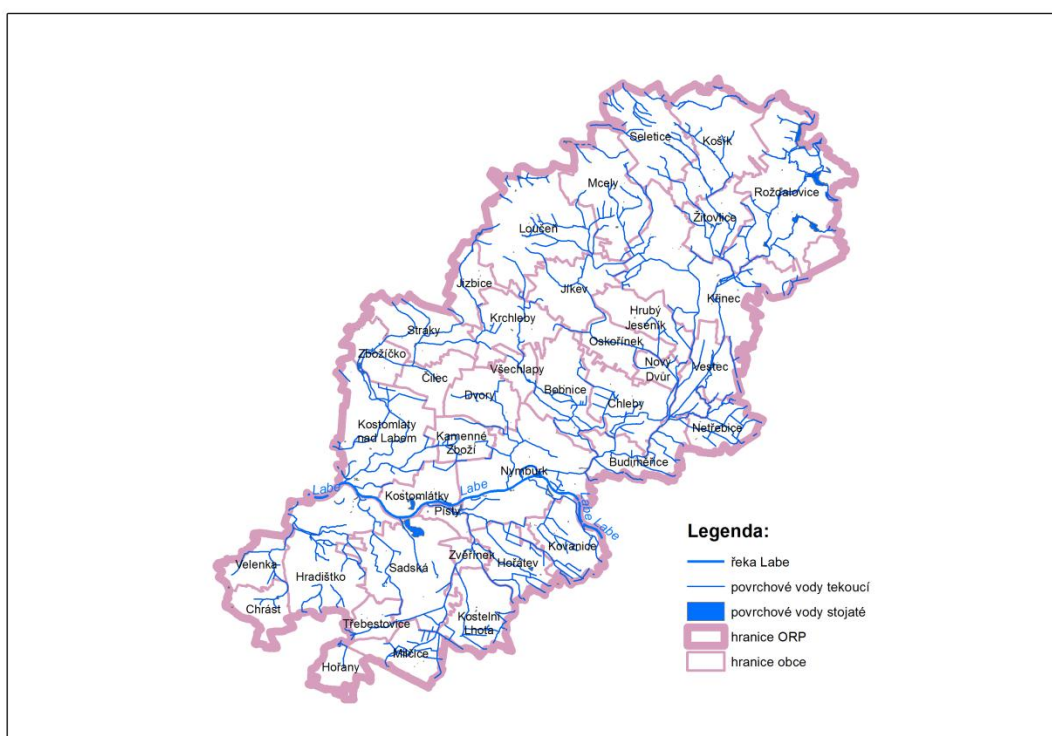 Seletice
Košík
Mcely
Rožďalovice
Žitovlice
Loučeň
Jizbice
Jíkev
Křinec
Hrubý
Jeseník
Krchleby
Straky
Oskořínek
Zbožíčko
Nový
Dvůr
Vestec
Všechlapy
Čilec
Bobnice
Dvory
Chleby
Kostomlaty
nad Labem
Netřebice
Kamenné
Zboží
Budiměřice
Nymburk
Labe
Labe
Kostomlátky
Písty
Labe
Labe
Kovanice
Zvěřínek
Hořátev
Velenka
Sadská
Hradištko
Chrást
Kostelní
Lhota
Třebestovice
Milčice
Hořany
Legenda:
řeka Labe
povrchové vody tekoucí
povrchové vody stojaté
hranice ORP
hranice obce